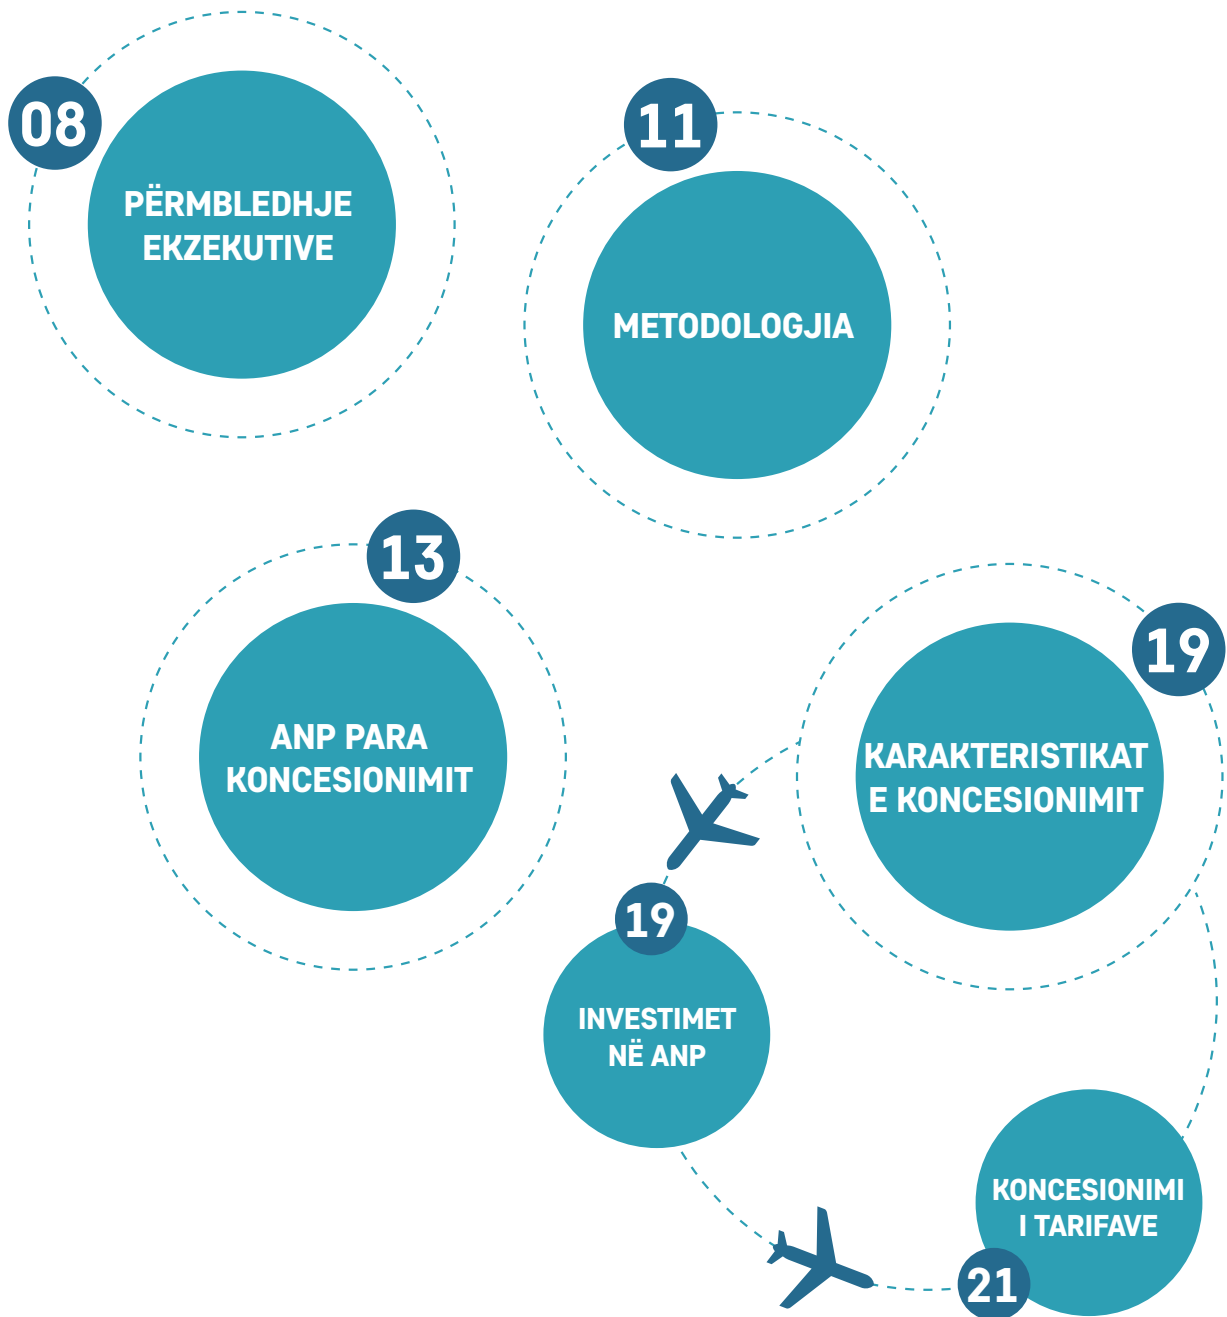 08
PËRMBLEDHJE
EKZEKUTIVE
11
METODOLOGJIA
13
ANP PARA
KONCESIONIMIT
19
KARAKTERISTIKAT
E KONCESIONIMIT
19
INVESTIMET
NË ANP
KONCESIONIMI
I TARIFAVE
21